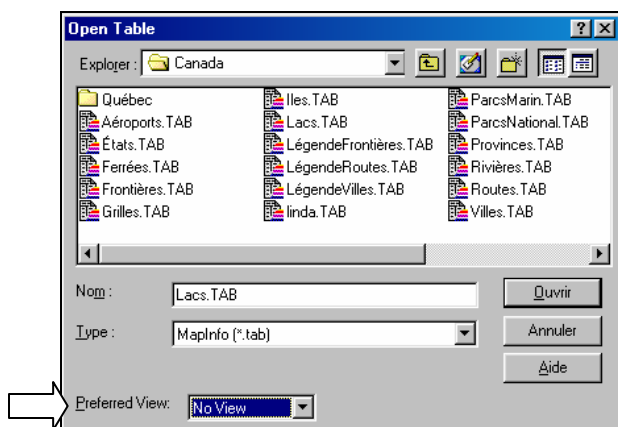 Open Table
Explorer : Canada
Québec Iles.TAB ParcsMarin.TAB
Aéroports.TAB Lacs.TAB ParcsNational.TAB
États.TAB LégendeFrontières.TAB Provinces.TAB
Ferrées.TAB LégendeRoutes.TAB Rivières.TAB
Frontières.TAB LégendeVilles.TAB Routes.TAB
Grilles.TAB linda.TAB Villes.TAB
Nom : Lacs.TAB Ouvrir
Type : MapInfo (*.tab) Annuler
Aide
Preferred View: No View